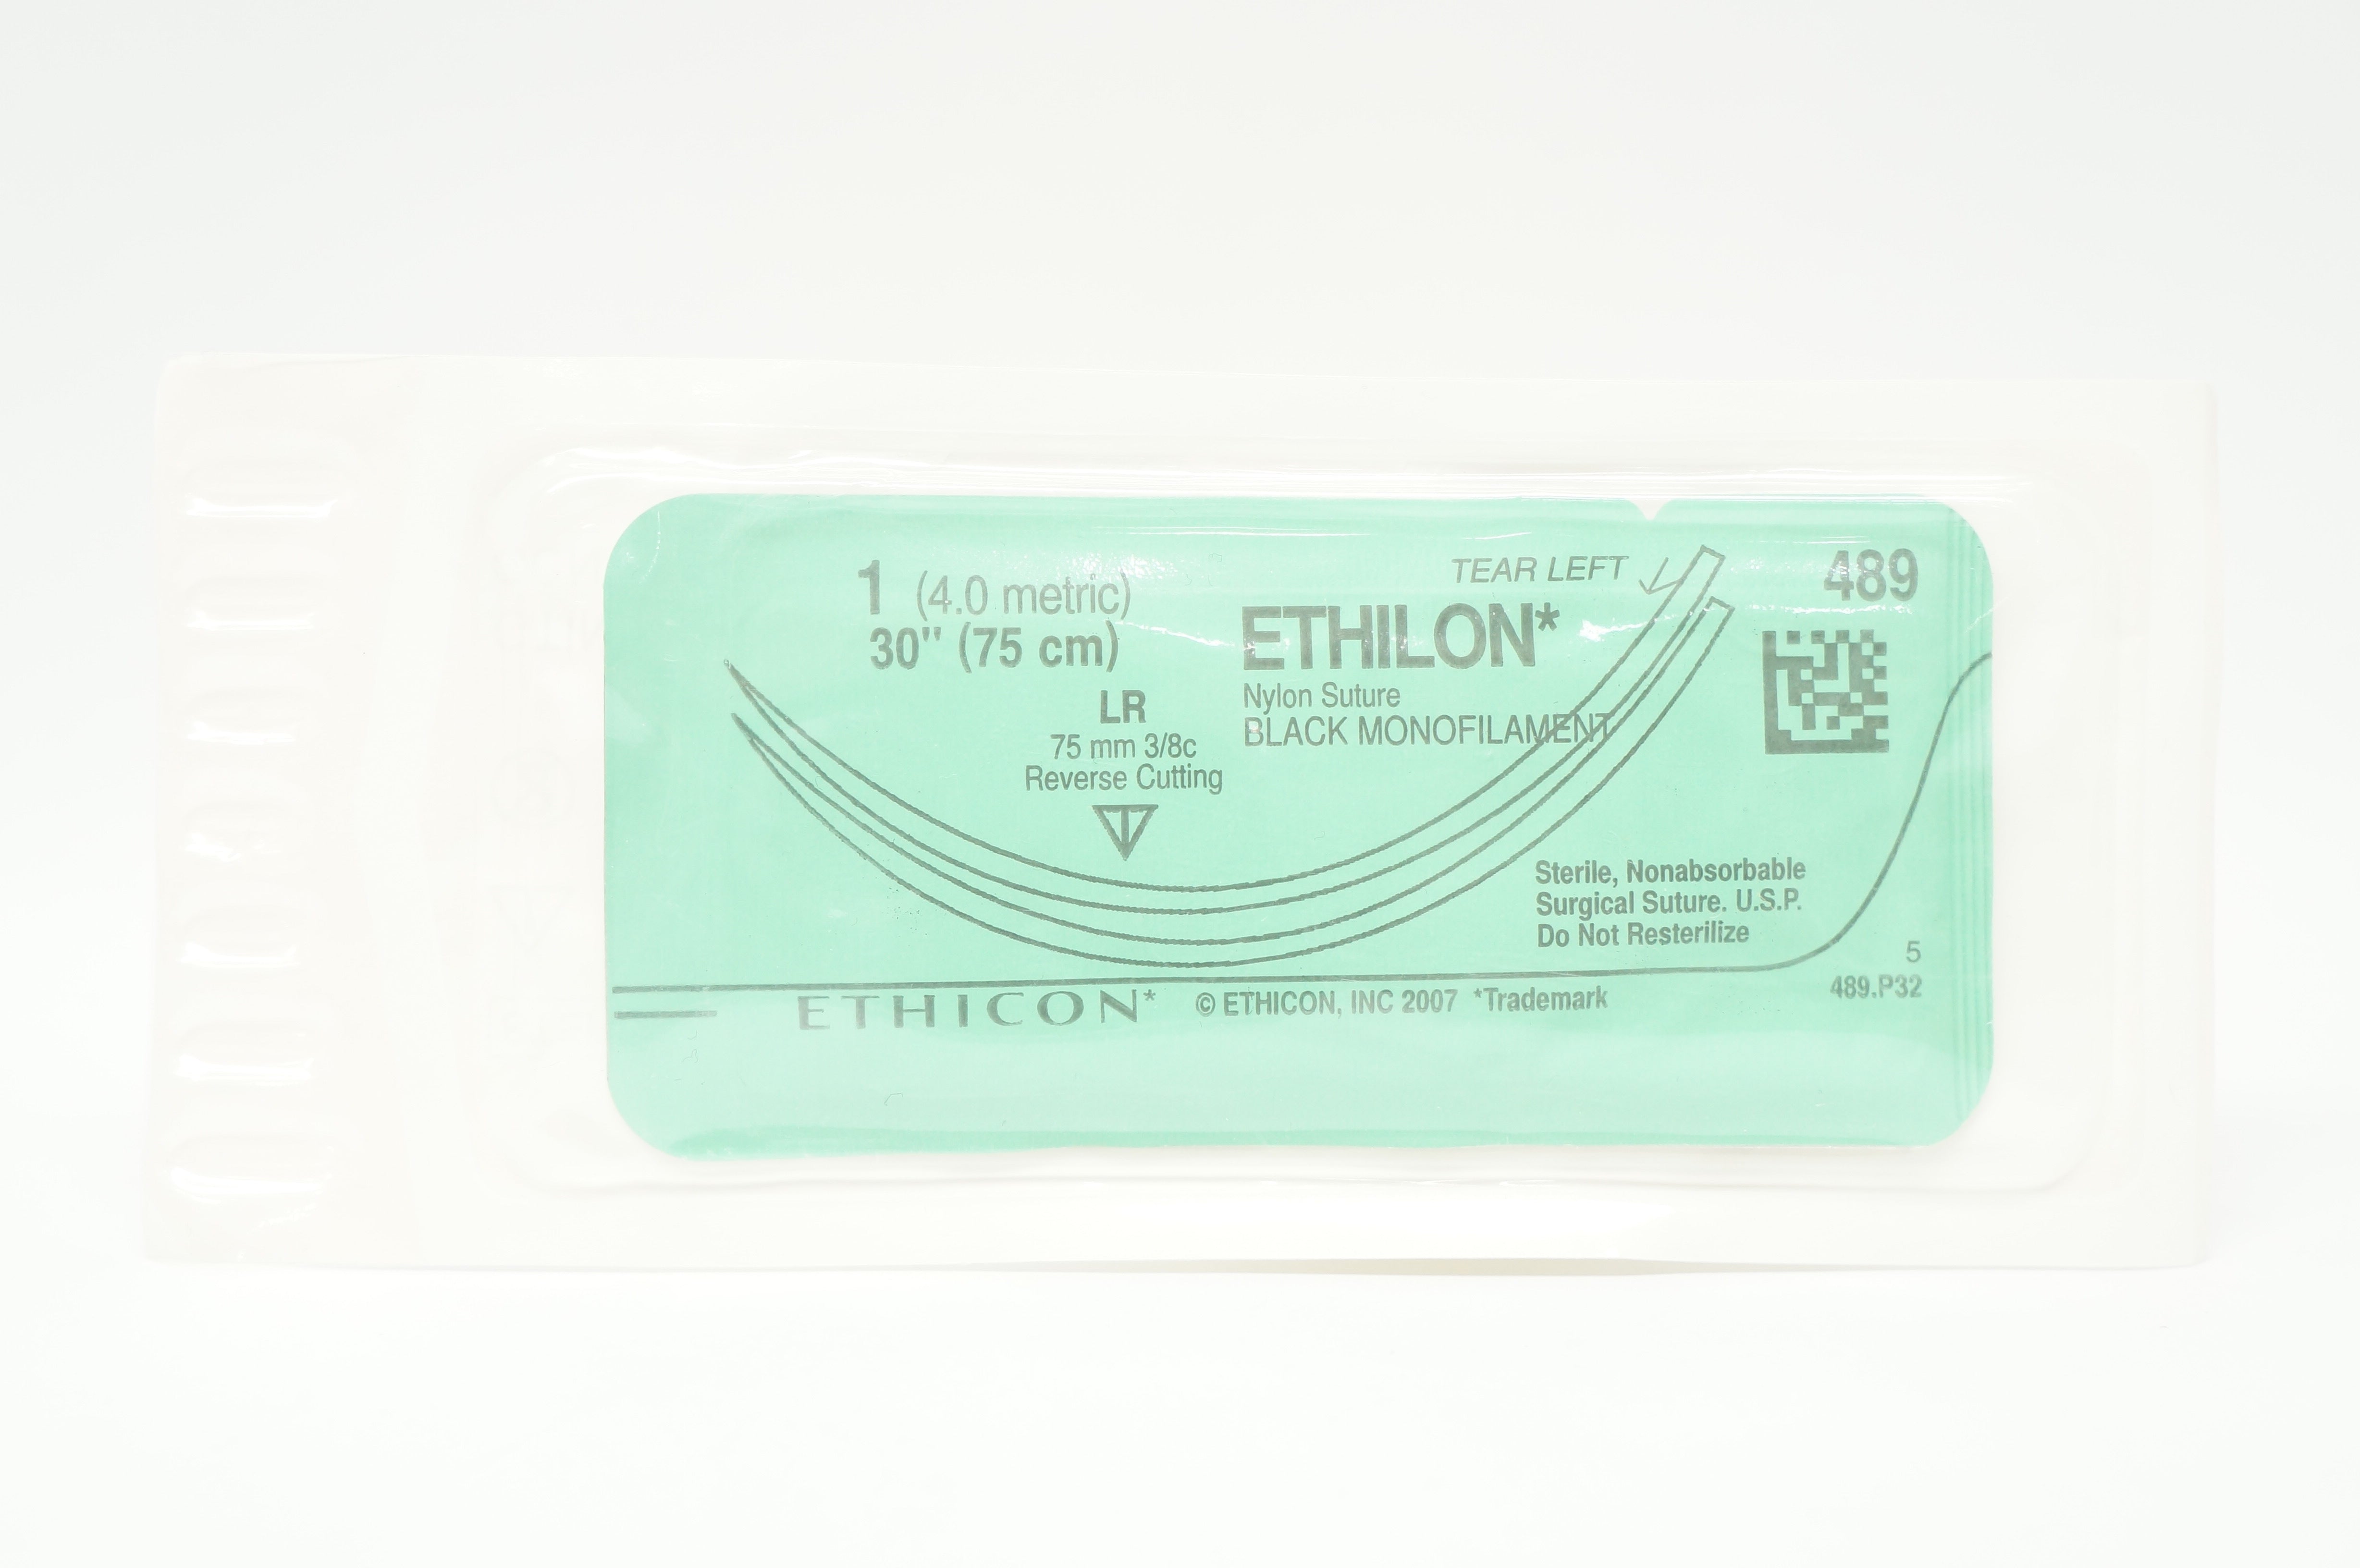 1 (4.0 metric)
30" (75 cm)
LR
75 mm 3/8c
Reverse Cutting
TEAR LEFT
ETHILON*
Nylon Suture
BLACK MONOFILAMENT
489
Sterile, Nonabsorbable
Surgical Suture. U.S.P.
Do Not Resterilize
5
489.P32
ETHICON* © ETHICON, INC 2007 *Trademark